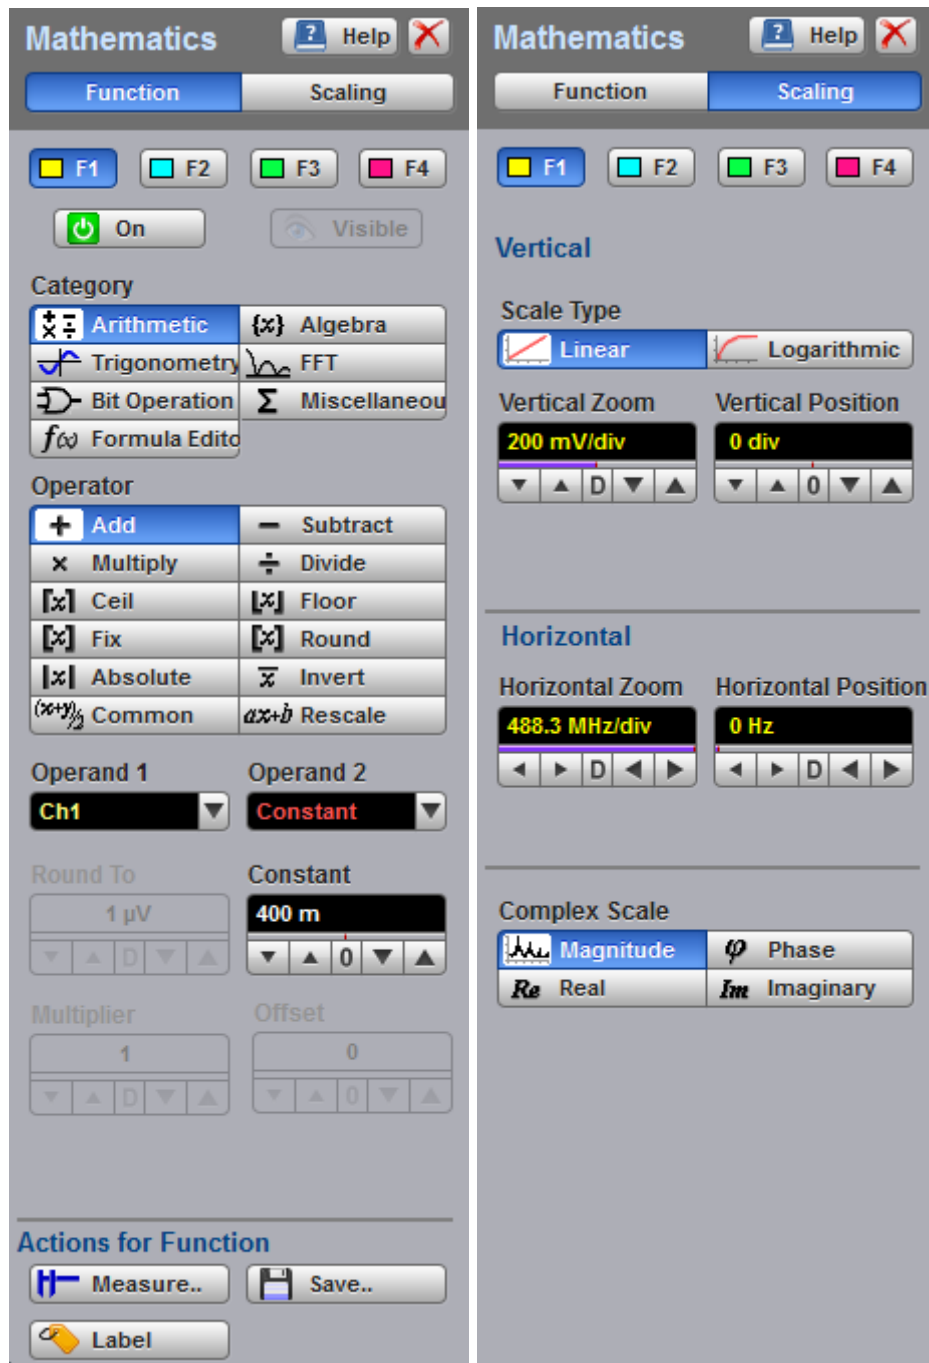 Mathematics Help
Function Scaling
F1 F2 F3 F4
On Visible
Category
Arithmetic {x} Algebra
Trigonometry FFT
Bit Operation Σ Miscellaneou
f(x) Formula Edito
Operator
+ Add − Subtract
× Multiply ÷ Divide
[x] Ceil [x] Floor
[x] Fix [x] Round
|x| Absolute x̅ Invert
(x+y)/2 Common ax+b Rescale
Operand 1 Operand 2
Ch1 Constant
Round To Constant
1 µV 400 m
D 0
Multiplier Offset
1 0
D 0
Actions for Function
Measure.. Save..
Label
Mathematics Help
Function Scaling
F1 F2 F3 F4
Vertical
Scale Type
Linear Logarithmic
Vertical Zoom Vertical Position
200 mV/div 0 div
D 0
Horizontal
Horizontal Zoom Horizontal Position
488.3 MHz/div 0 Hz
D D
Complex Scale
Magnitude φ Phase
Re Real Im Imaginary